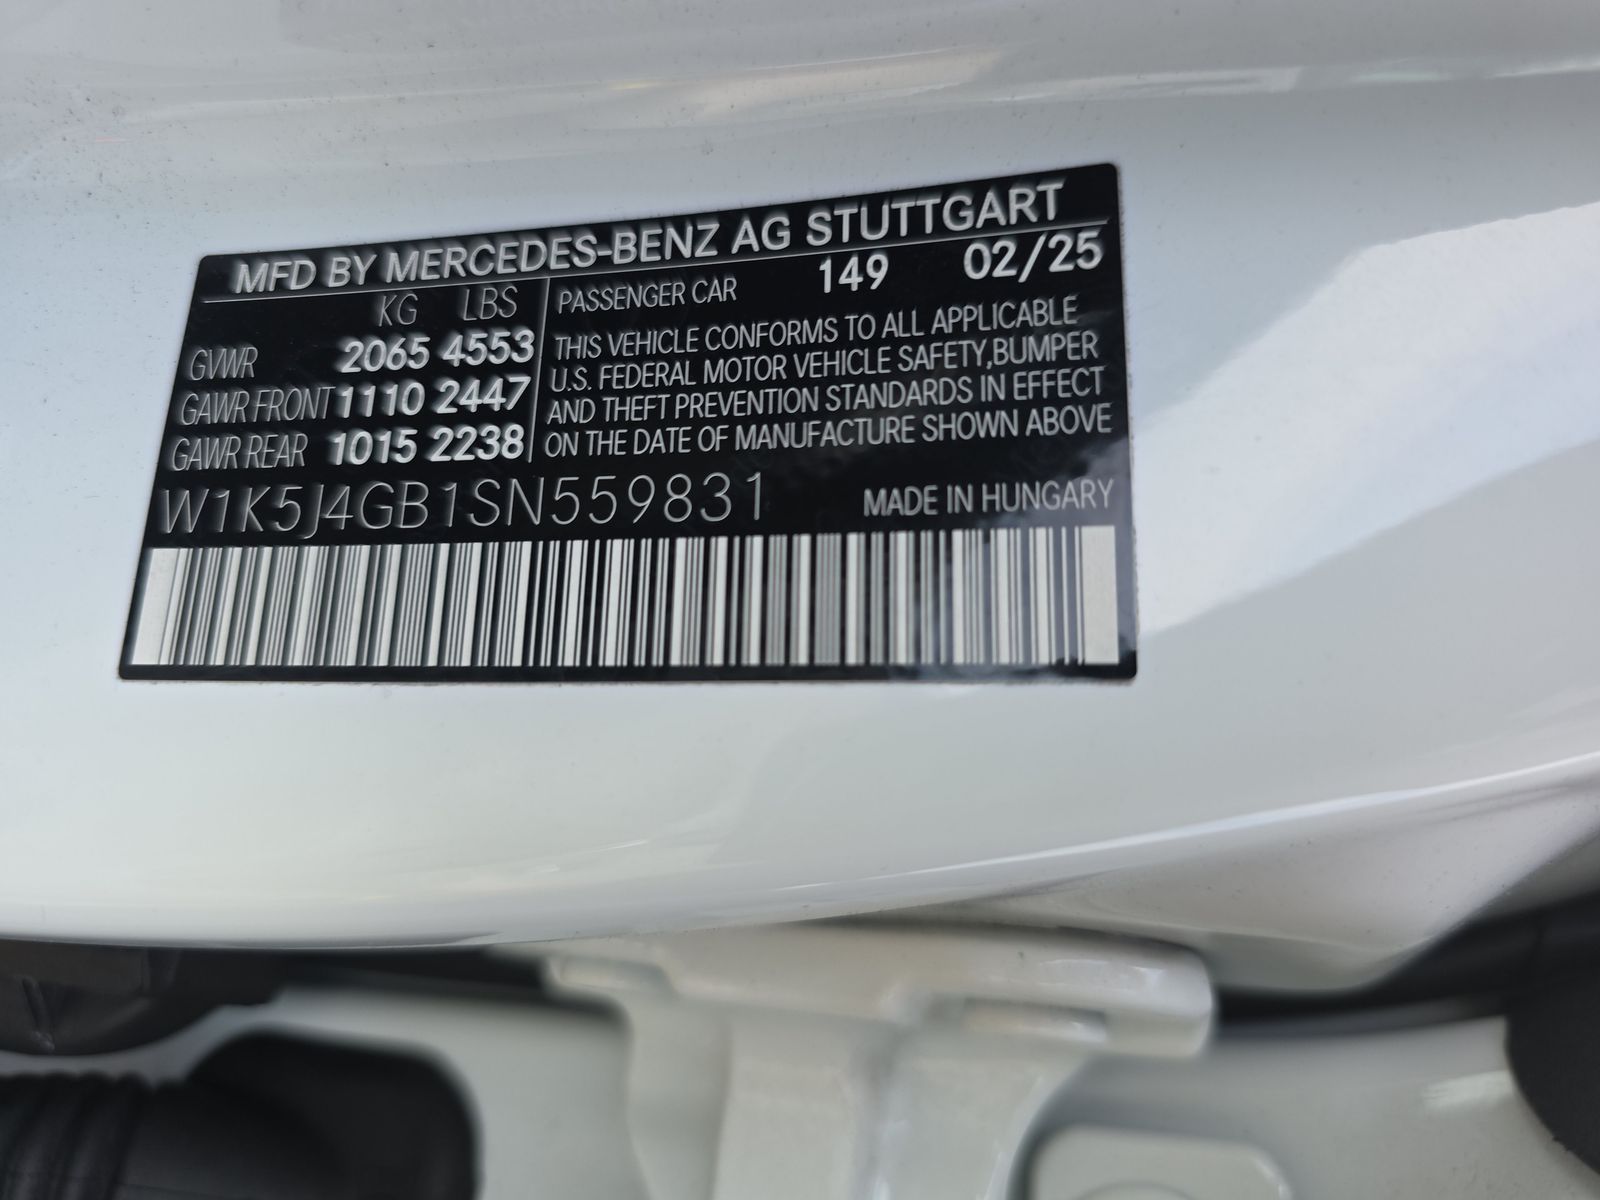 MFD BY MERCEDES-BENZ AG STUTTGART
KG LBS
GVWR 2065 4553
GAWR FRONT 1110 2447
GAWR REAR 1015 2238
PASSENGER CAR 149 02/25
THIS VEHICLE CONFORMS TO ALL APPLICABLE
U.S. FEDERAL MOTOR VEHICLE SAFETY,BUMPER
AND THEFT PREVENTION STANDARDS IN EFFECT
ON THE DATE OF MANUFACTURE SHOWN ABOVE
W1K5J4GB1SN559831 MADE IN HUNGARY